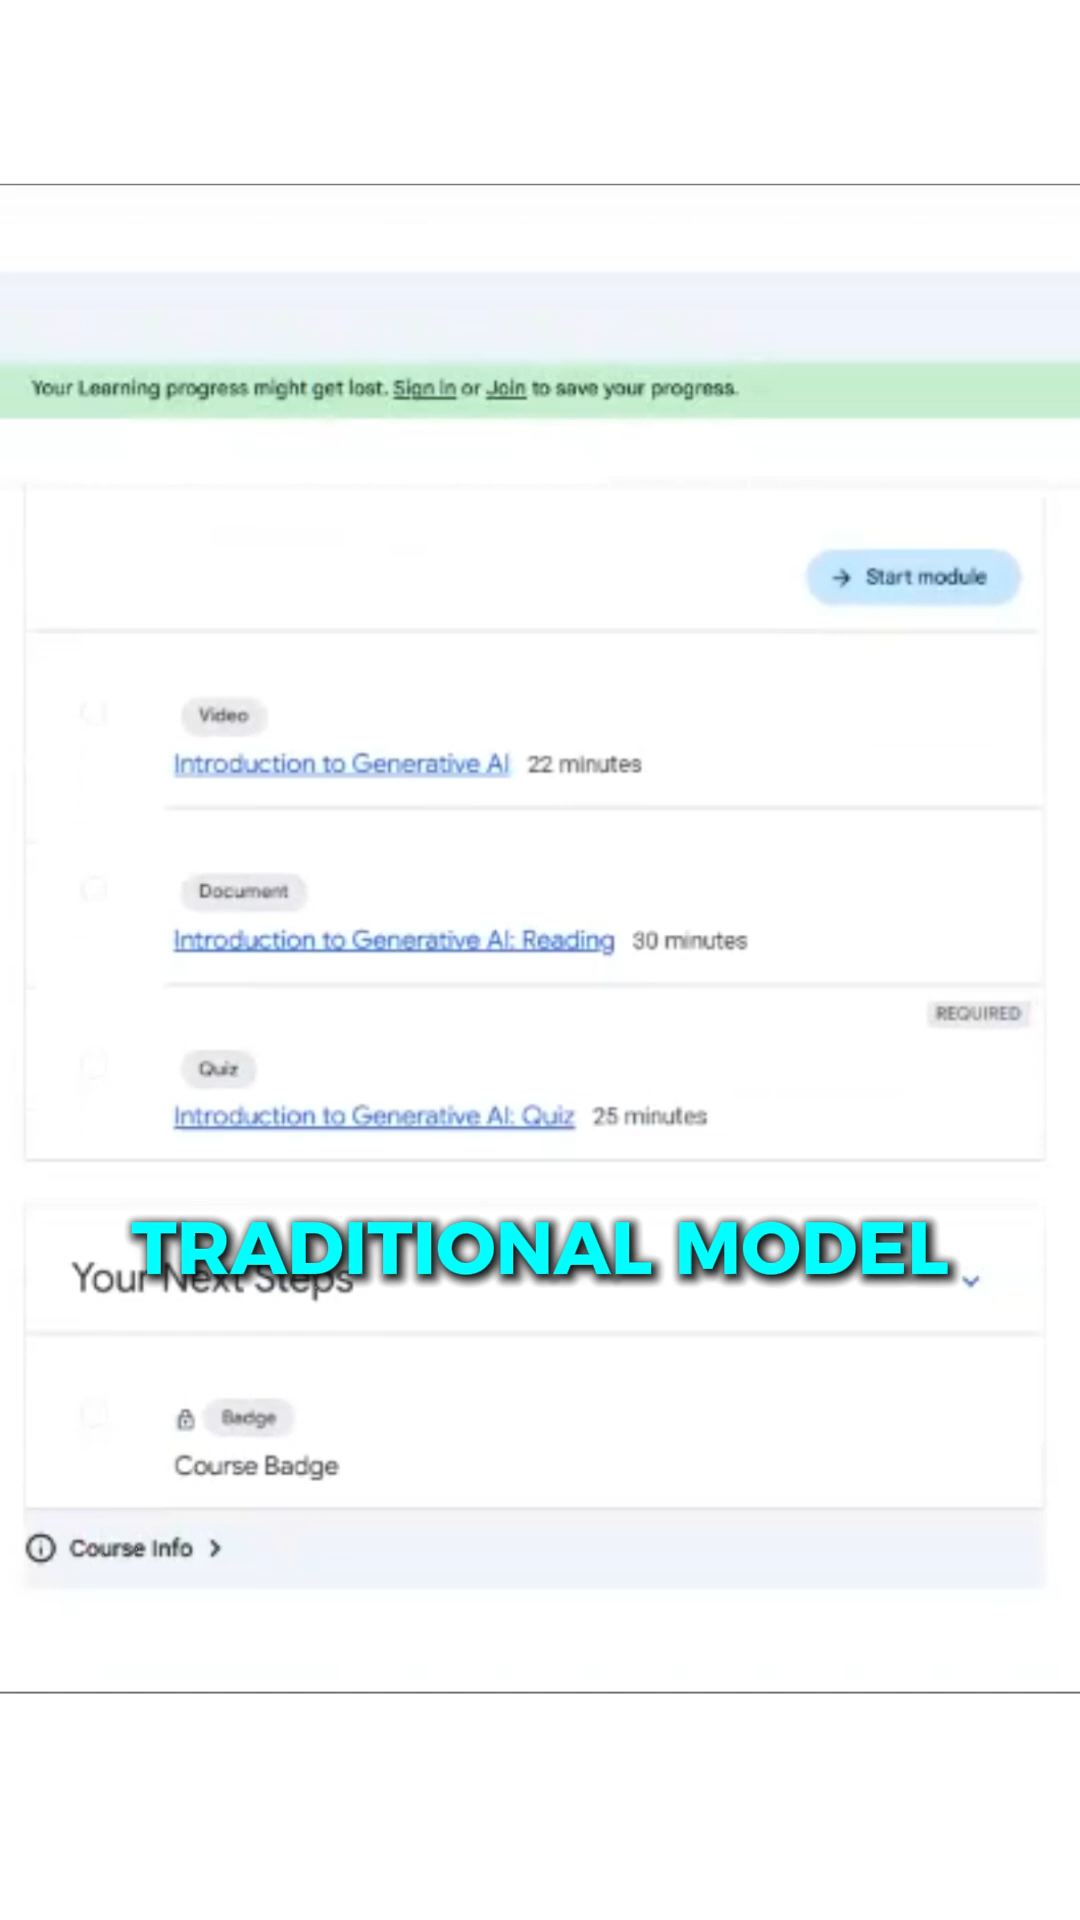 Your Learning progress might get lost. Sign In or Join to save your progress.
Start module
Video
Introduction to Generative AI 22 minutes
Document
Introduction to Generative AI: Reading 30 minutes
REQUIRED
Quiz
Introduction to Generative AI: Quiz 25 minutes
TRADITIONAL MODEL
Your Next Steps
Badge
Course Badge
Course Info